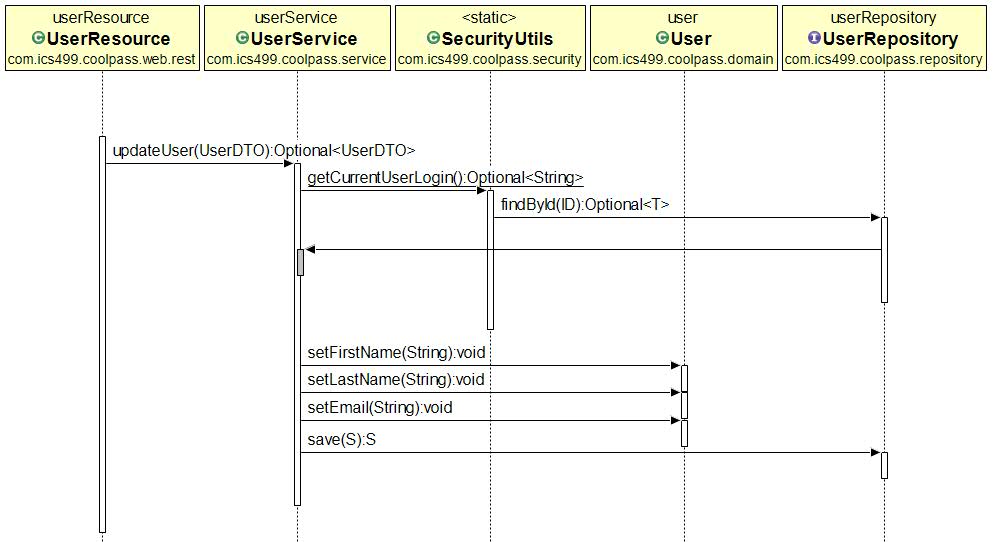 userResource
C UserResource
com.ics499.coolpass.web.rest
userService
C UserService
com.ics499.coolpass.service
<static>
C SecurityUtils
com.ics499.coolpass.security
user
C User
com.ics499.coolpass.domain
userRepository
I UserRepository
com.ics499.coolpass.repository
updateUser(UserDTO):Optional<UserDTO>
getCurrentUserLogin():Optional<String>
findById(ID):Optional<T>
setFirstName(String):void
setLastName(String):void
setEmail(String):void
save(S):S